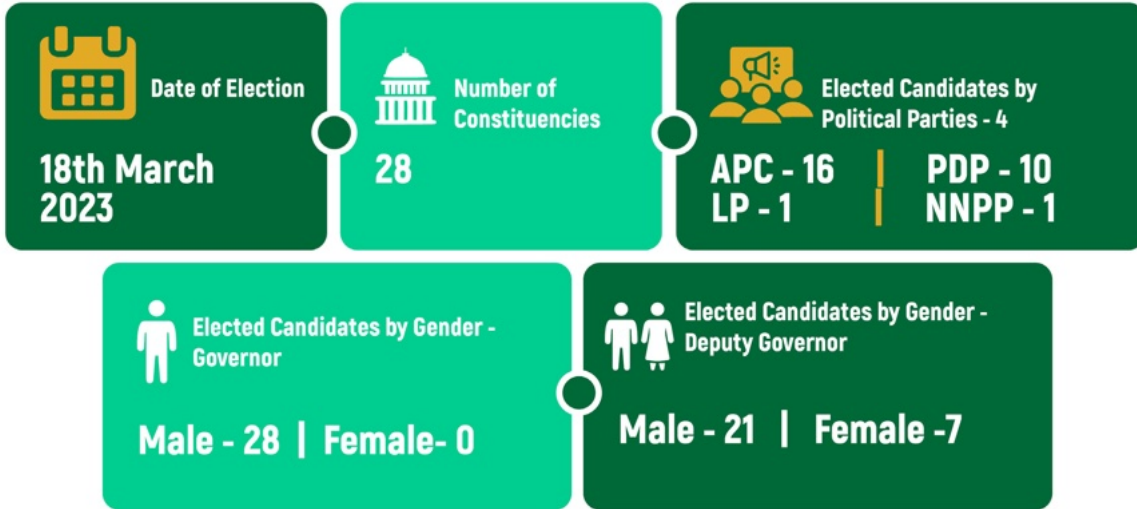 Date of Election
18th March
2023
Number of
Constituencies
28
Elected Candidates by
Political Parties - 4
APC - 16 | PDP - 10
LP - 1 | NNPP - 1
Elected Candidates by Gender -
Governor
Male - 28 | Female- 0
Elected Candidates by Gender -
Deputy Governor
Male - 21 | Female -7